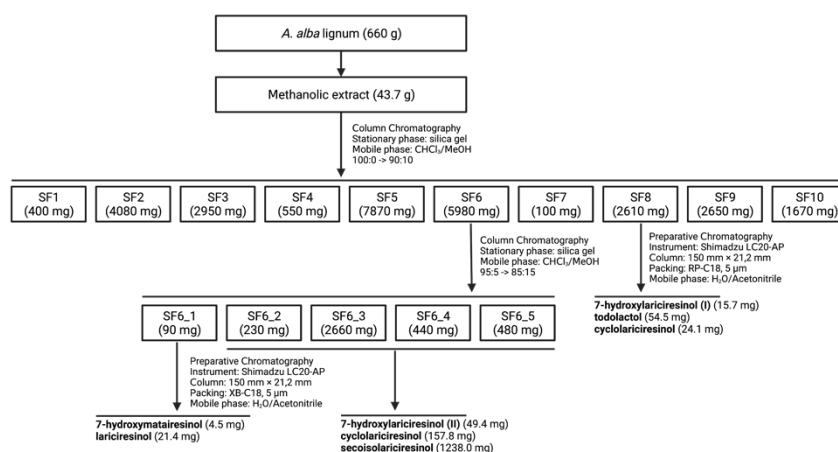 A. alba lignum (660 g)
Methanolic extract (43.7 g)
Column Chromatography
Stationary phase: silica gel
Mobile phase: CHCl₃/MeOH
100:0 -> 90:10
SF1
(400 mg)
SF2
(4080 mg)
SF3
(2950 mg)
SF4
(550 mg)
SF5
(7870 mg)
SF6
(5980 mg)
SF7
(100 mg)
SF8
(2610 mg)
SF9
(2650 mg)
SF10
(1670 mg)
Column Chromatography
Stationary phase: silica gel
Mobile phase: CHCl₃/MeOH
95:5 -> 85:15
Preparative Chromatography
Instrument: Shimadzu LC20-AP
Column: 150 mm × 21,2 mm
Packing: RP-C18, 5 µm
Mobile phase: H₂O/Acetonitrile
7-hydroxylariciresinol (I) (15.7 mg)
todolactol (54.5 mg)
cyclolariciresinol (24.1 mg)
SF6_1
(90 mg)
SF6_2
(230 mg)
SF6_3
(2660 mg)
SF6_4
(440 mg)
SF6_5
(480 mg)
Preparative Chromatography
Instrument: Shimadzu LC20-AP
Column: 150 mm × 21,2 mm
Packing: XB-C18, 5 µm
Mobile phase: H₂O/Acetonitrile
7-hydroxymatairesinol (4.5 mg)
lariciresinol (21.4 mg)
7-hydroxylariciresinol (II) (49.4 mg)
cyclolariciresinol (157.8 mg)
secoisolariciresinol (1238.0 mg)